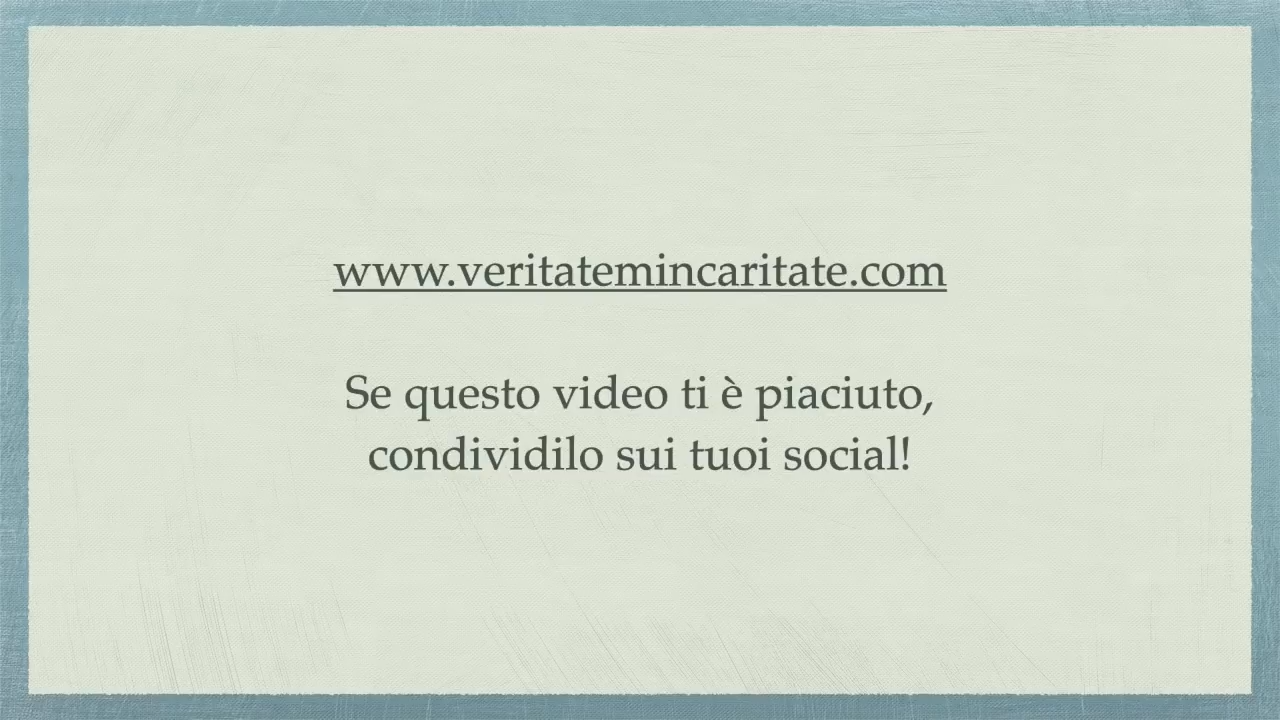 www.veritatemincaritate.com
Se questo video ti è piaciuto,
condividilo sui tuoi social!